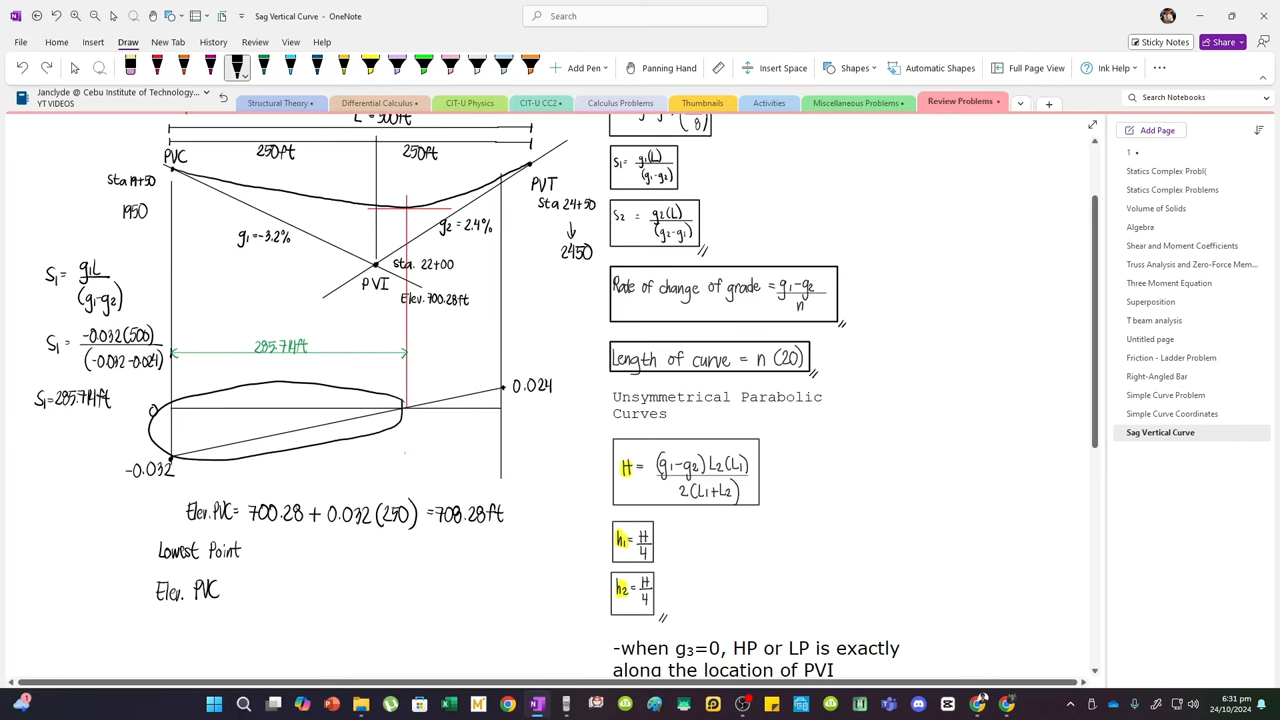 Sag Vertical Curve - OneNote
Search
File Home Insert Draw New Tab History Review View Help
Sticky Notes
Share
Add Pen
Panning Hand
Insert Space
Shapes
Automatic Shapes
Full Page View
Ink Help
Janclyde @ Cebu Institute of Technology...
YT VIDEOS
Structural Theory
Differential Calculus
CIT-U Physics
CIT-U CC2
Calculus Problems
Thumbnails
Activities
Miscellaneous Problems
Review Problems
Search Notebooks
Add Page
1
Statics Complex Probl(
Statics Complex Problems
Volume of Solids
Algebra
Shear and Moment Coefficients
Truss Analysis and Zero-Force Mem...
Three Moment Equation
Superposition
T beam analysis
Untitled page
Friction - Ladder Problem
Right-Angled Bar
Simple Curve Problem
Simple Curve Coordinates
Sag Vertical Curve
L = 500ft
250ft 250ft
PVC
Sta 19+50
1950
PVT
Sta 24+50
↓
2450
g1=-3.2%
g2= 2.4%
Sta. 22+00
PVI
Elev. 700.28ft
S1 = g1L/(g1-g2)
S1 = -0.032(500)/(-0.032-0.024)
S1=285.714ft
285.714ft
0
0.024
-0.032
Elev. PVC= 700.28 + 0.032(250) =708.28ft
Lowest Point
Elev. PVC
S1= g1(L)/(g1-g2)
S2 = g2(L)/(g2-g1)
Rate of change of grade = g1-g2/n
Length of curve = n (20)
Unsymmetrical Parabolic
Curves
H = (g1-g2)L2(L1)/2(L1+L2)
h1= H/4
h2= H/4
-when g₃=0, HP or LP is exactly
along the location of PVI
1
Search
ENG
6:31 pm
24/10/2024